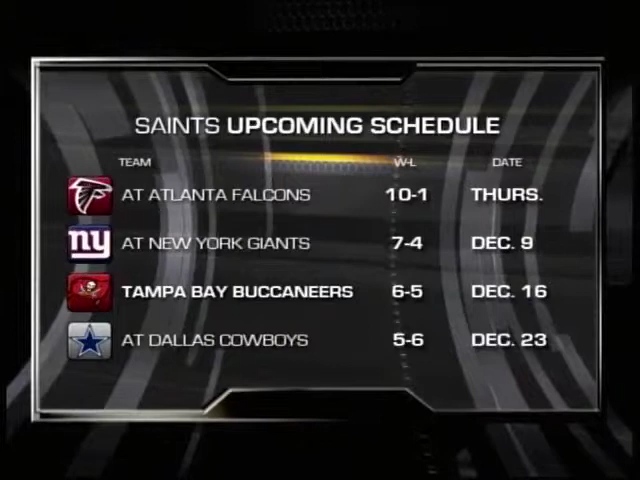 SAINTS UPCOMING SCHEDULE
TEAM W-L DATE
AT ATLANTA FALCONS 10-1 THURS.
ny AT NEW YORK GIANTS 7-4 DEC. 9
TAMPA BAY BUCCANEERS 6-5 DEC. 16
AT DALLAS COWBOYS 5-6 DEC. 23